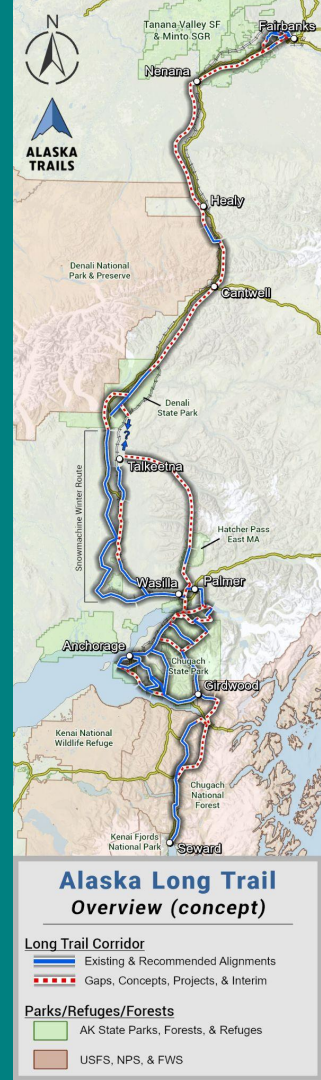 N
Tanana Valley SF
& Minto SGR
Fairbanks
Nenana
ALASKA
TRAILS
Healy
Denali National
Park & Preserve
Cantwell
Denali
State Park
?
Talkeetna
Snowmachine Winter Route
Hatcher Pass
East MA
Wasilla
Palmer
Anchorage
Chugach
State Park
Girdwood
Kenai National
Wildlife Refuge
Chugach
National
Forest
Kenai Fjords
National Park
Seward
Alaska Long Trail
Overview (concept)
Long Trail Corridor
Existing & Recommended Alignments
Gaps, Concepts, Projects, & Interim
Parks/Refuges/Forests
AK State Parks, Forests, & Refuges
USFS, NPS, & FWS